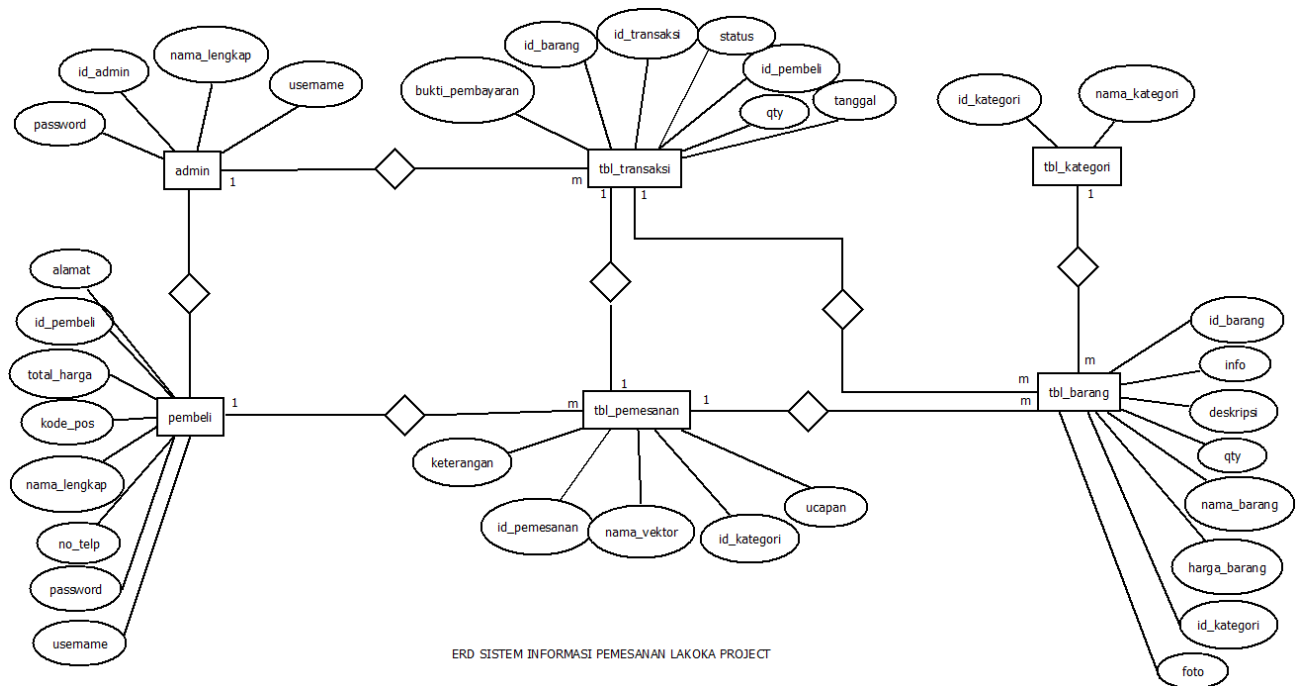 nama_lengkap
id_admin
username
password
admin
1
id_transaksi
status
id_barang
id_pembeli
bukti_pembayaran
qty
tanggal
tbl_transaksi
m
1
1
nama_kategori
id_kategori
tbl_kategori
1
alamat
id_pembeli
total_harga
kode_pos
nama_lengkap
no_telp
password
username
pembeli
1
m
1
tbl_pemesanan
1
keterangan
id_pemesanan
nama_vektor
id_kategori
ucapan
m
m
m
tbl_barang
id_barang
info
deskripsi
qty
nama_barang
harga_barang
id_kategori
foto
ERD SISTEM INFORMASI PEMESANAN LAKOKA PROJECT